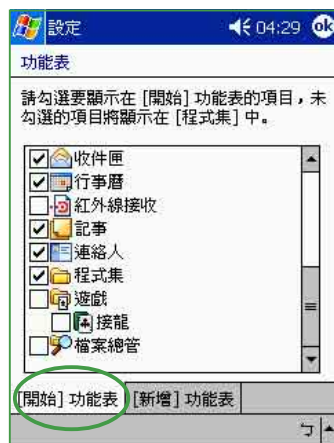 設定 04:29 ok
功能表
請勾選要顯示在 [開始] 功能表的項目，未
勾選的項目將顯示在 [程式集] 中。
收件匣
行事曆
紅外線接收
記事
連絡人
程式集
遊戲
接龍
檔案總管
[開始] 功能表 [新增] 功能表
ㄅ